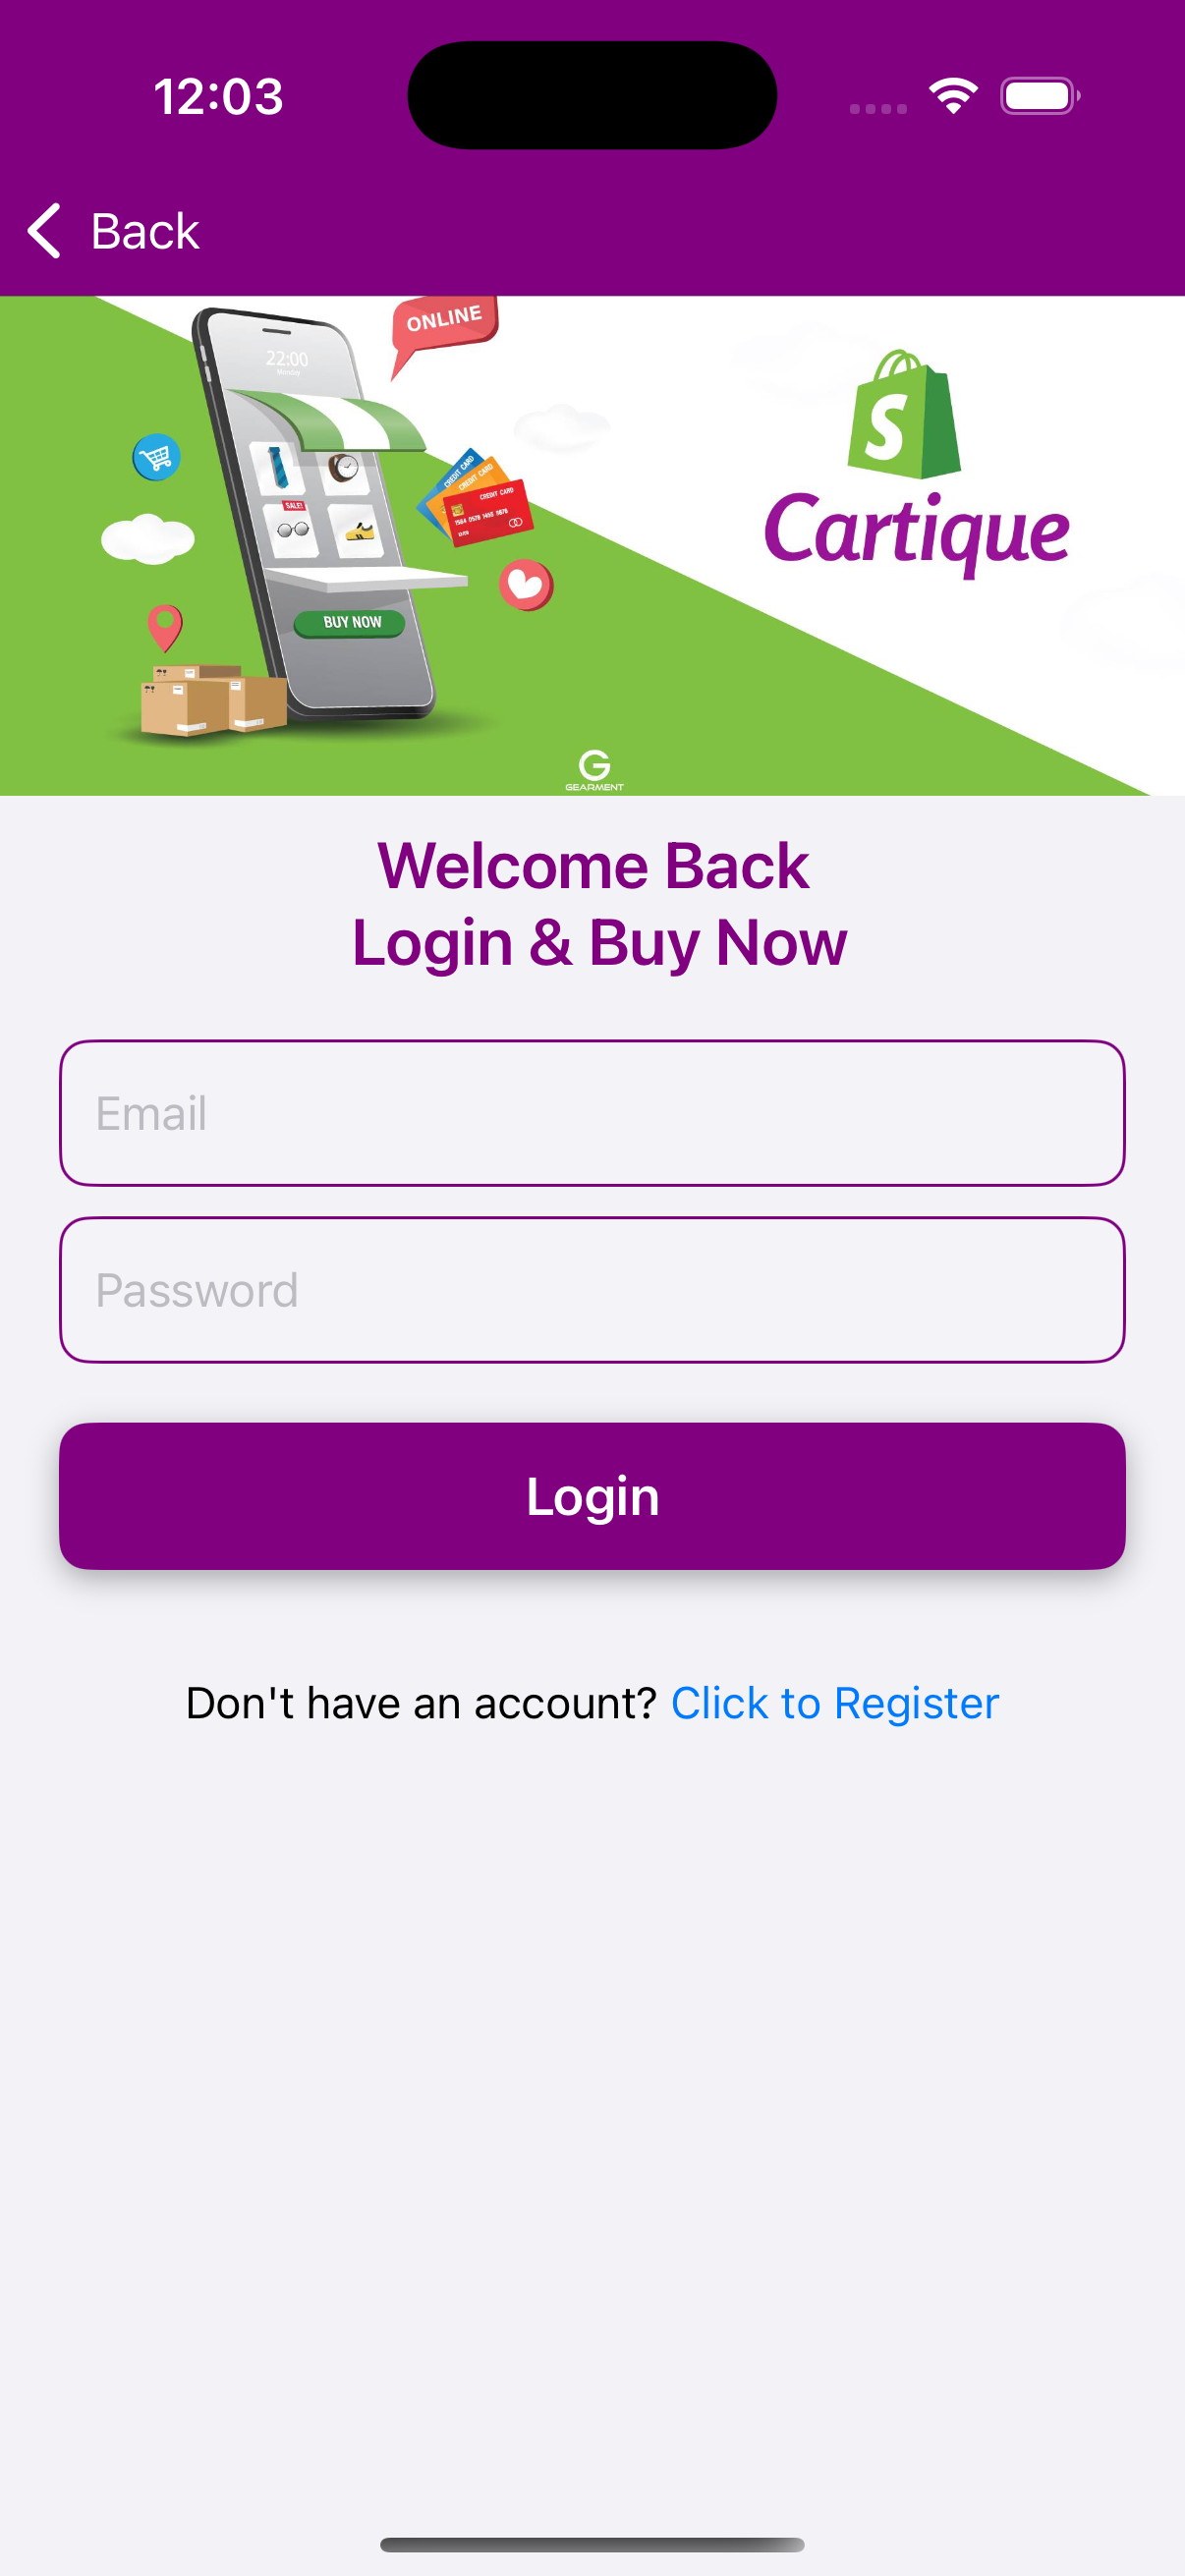 12:03
Back
ONLINE
22:00
Monday
CREDIT CARD
CREDIT CARD
CREDIT CARD
SALE!
S
Cartique
BUY NOW
G
GEARMENT
Welcome Back
Login & Buy Now
Email
Password
Login
Don't have an account? Click to Register